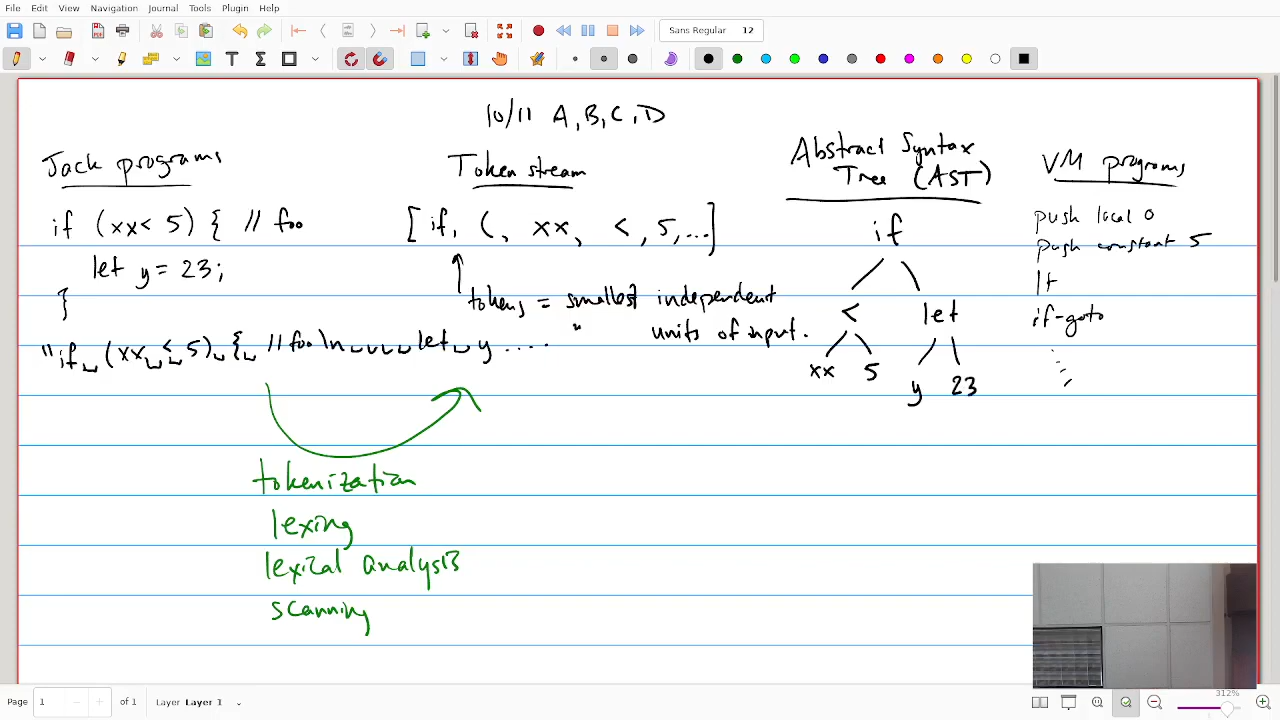 File Edit View Navigation Journal Tools Plugin Help
Sans Regular 12
10/11 A, B, C, D
Jack programs
if (xx< 5) { // foo
let y = 23;
}
"if␣(xx␣<␣5)␣{␣ // foo\n␣␣␣␣let␣y ....
Token stream
[if, (, xx, <, 5, ...]
tokens = smallest independent
units of input.
Abstract Syntax
Tree (AST)
if
< let
xx 5 y 23
VM programs
push local 0
push constant 5
lt
if-goto
tokenization
lexing
lexical analysis
scanning
Page 1 of 1 Layer Layer 1 312%